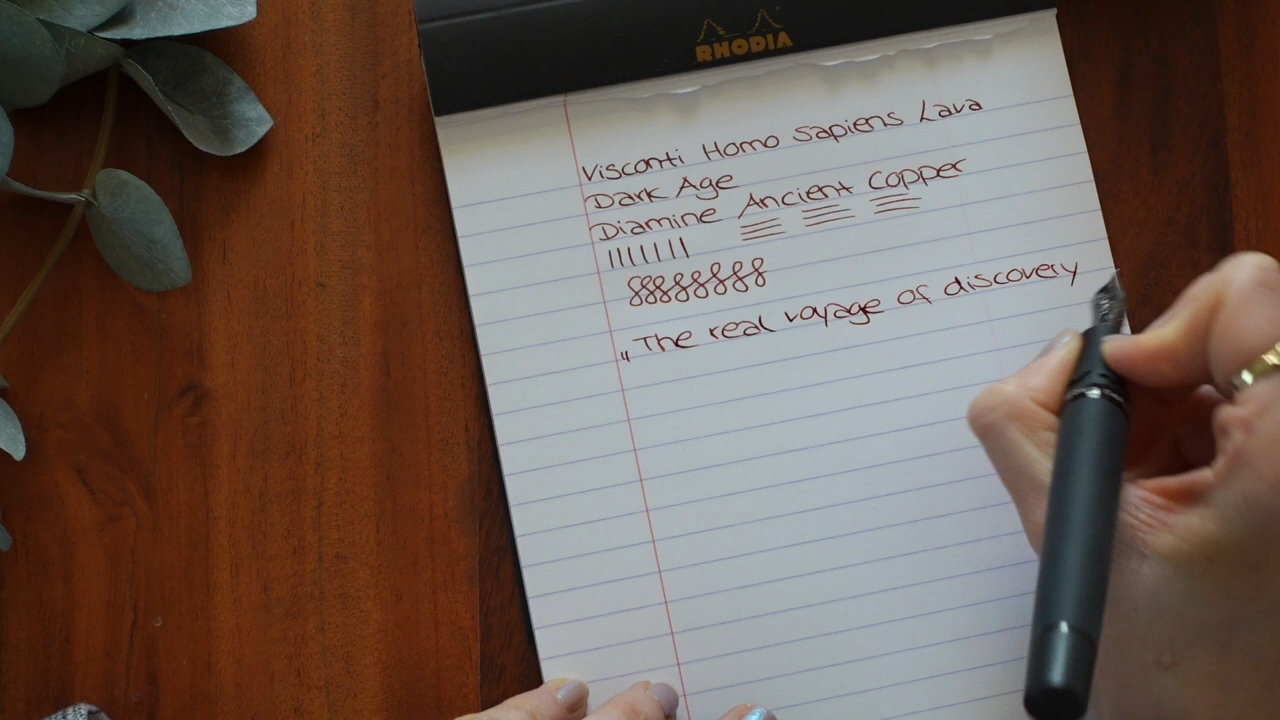 RHODIA
Visconti Homo Sapiens Lava
Dark Age
Diamine Ancient Copper
„The real voyage of discovery